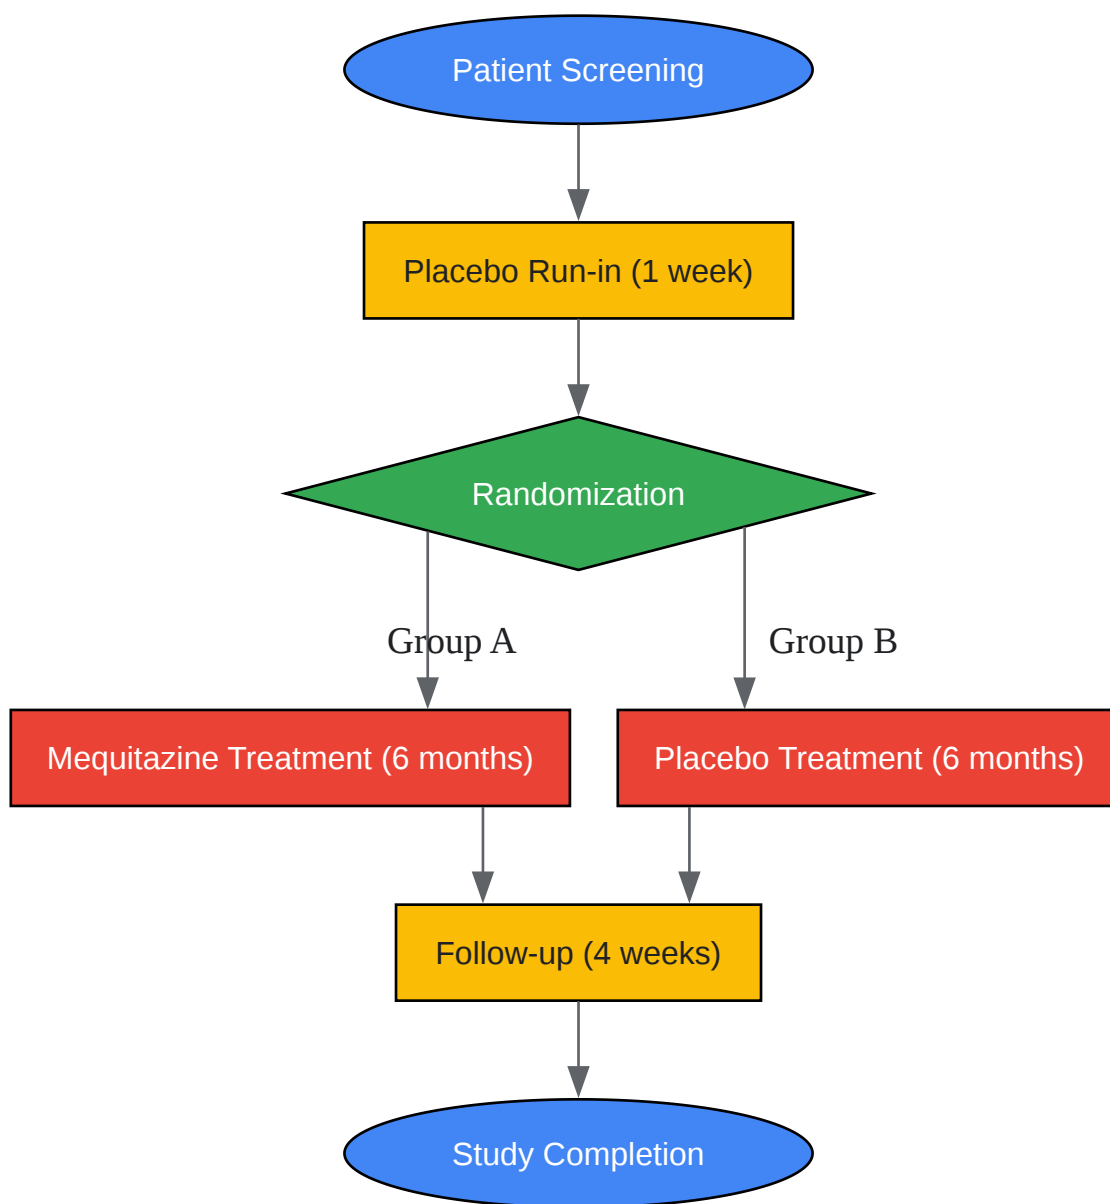 Patient Screening
Placebo Run-in (1 week)
Randomization
Group A
Group B
Mequitazine Treatment (6 months)
Placebo Treatment (6 months)
Follow-up (4 weeks)
Study Completion